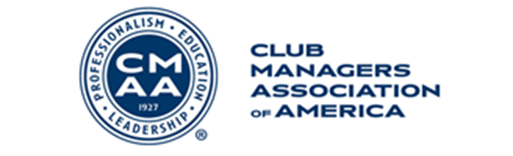 PROFESSIONALISM • EDUCATION • LEADERSHIP •
CM
AA
1927
®
CLUB
MANAGERS
ASSOCIATION
OF AMERICA